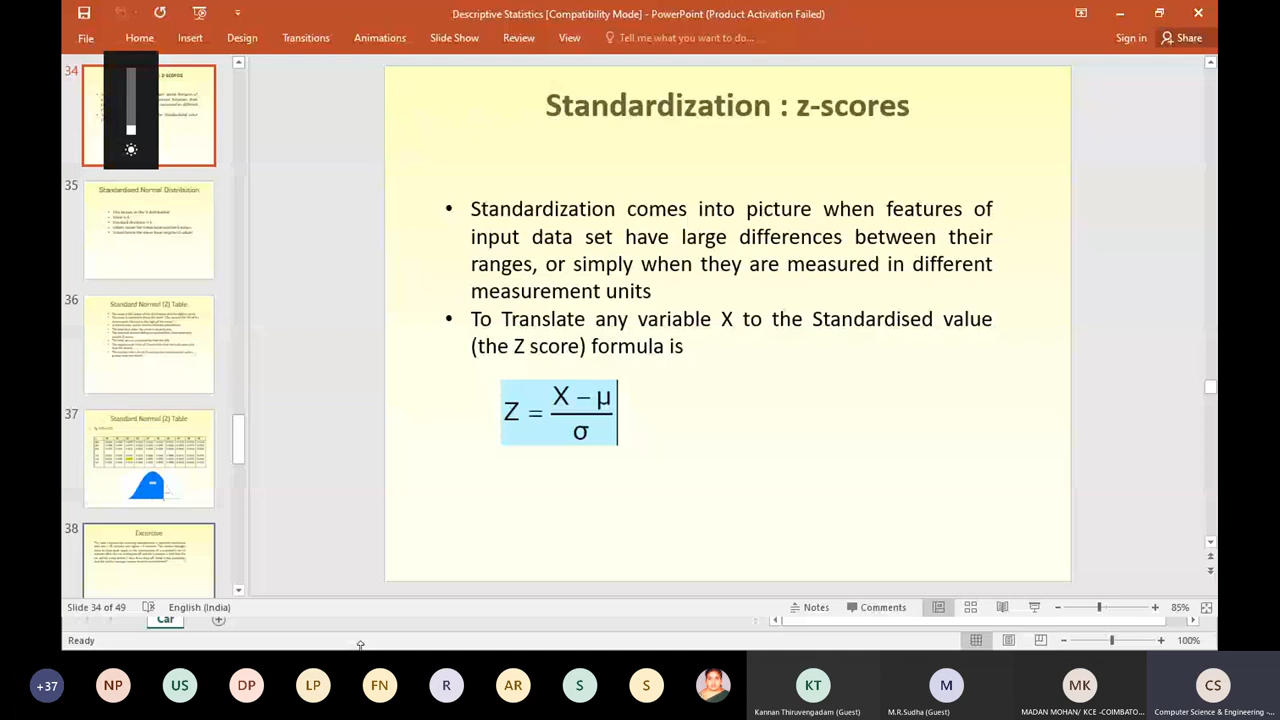 Descriptive Statistics [Compatibility Mode] - PowerPoint (Product Activation Failed)
File Home Insert Design Transitions Animations Slide Show Review View Tell me what you want to do... Sign in Share
34
35
Standardised Normal Distribution
36
Standard Normal (Z) Table
37
Standard Normal (Z) Table
38
Excercise
Standardization : z-scores
• Standardization comes into picture when features of
input data set have large differences between their
ranges, or simply when they are measured in different
measurement units
• To Translate any variable X to the Standardised value
(the Z score) formula is
Z = X − μ
σ
Slide 34 of 49 English (India) Notes Comments 85%
Car
Ready 100%
+37 NP US DP LP FN R AR S S KT M MK CS
Kannan Thiruvengadam (Guest) M.R.Sudha (Guest) MADAN MOHAN/ KCE -COIMBATO... Computer Science & Engineering -...